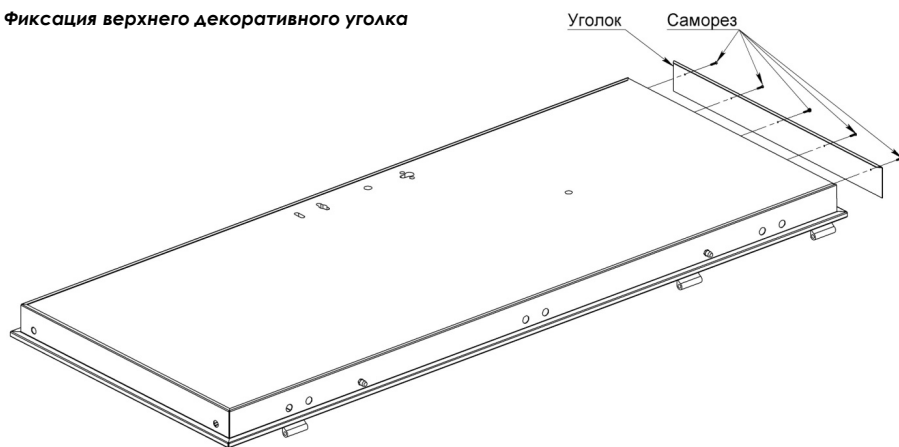 Фиксация верхнего декоративного уголка
Уголок
Саморез